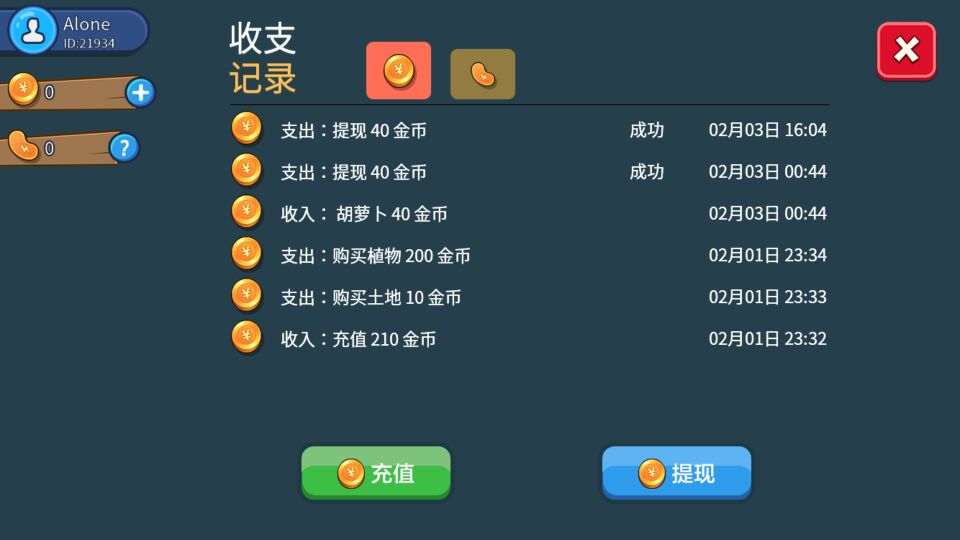 Alone
ID:21934
0
0
?
收支
记录
支出：提现 40 金币 成功 02月03日 16:04
支出：提现 40 金币 成功 02月03日 00:44
收入： 胡萝卜 40 金币 02月03日 00:44
支出：购买植物 200 金币 02月01日 23:34
支出：购买土地 10 金币 02月01日 23:33
收入：充值 210 金币 02月01日 23:32
充值
提现